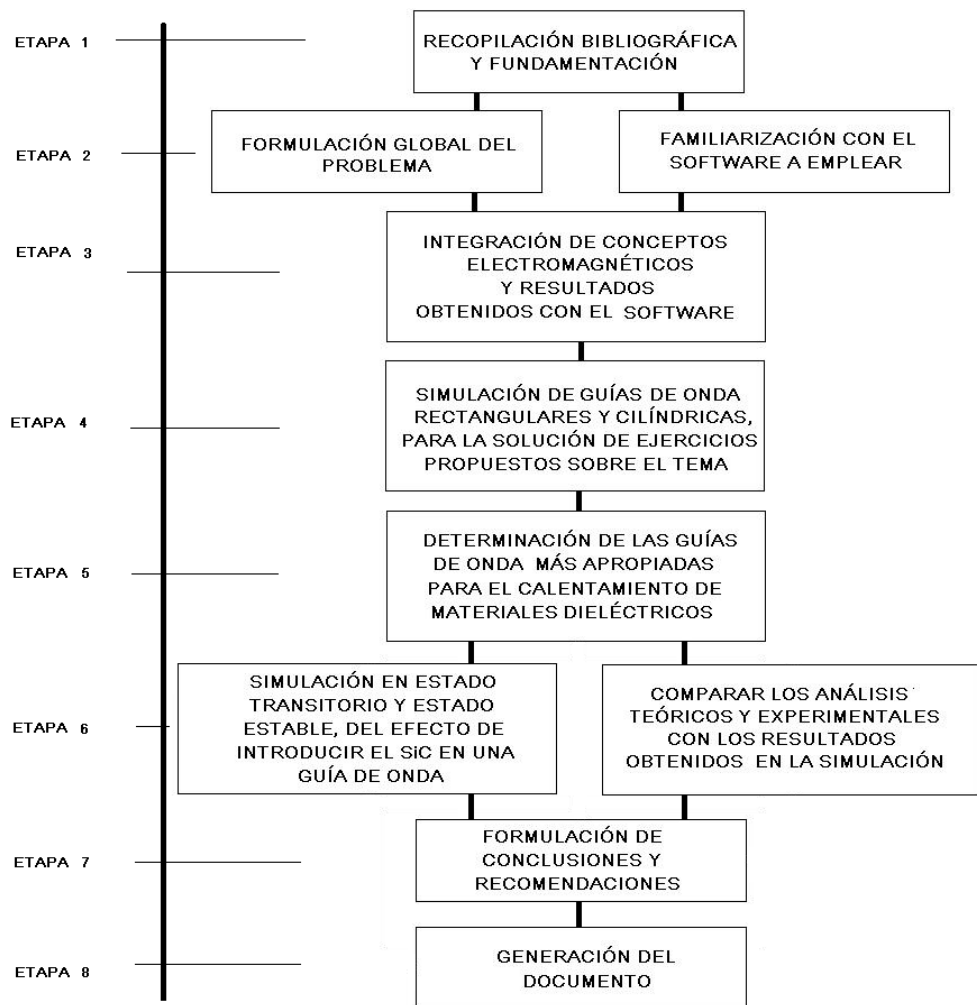 ETAPA 1
RECOPILACIÓN BIBLIOGRÁFICA
Y FUNDAMENTACIÓN
ETAPA 2
FORMULACIÓN GLOBAL DEL
PROBLEMA
FAMILIARIZACIÓN CON EL
SOFTWARE A EMPLEAR
ETAPA 3
INTEGRACIÓN DE CONCEPTOS
ELECTROMAGNÉTICOS
Y RESULTADOS
OBTENIDOS CON EL SOFTWARE
ETAPA 4
SIMULACIÓN DE GUÍAS DE ONDA
RECTANGULARES Y CILÍNDRICAS,
PARA LA SOLUCIÓN DE EJERCICIOS
PROPUESTOS SOBRE EL TEMA
ETAPA 5
DETERMINACIÓN DE LAS GUÍAS
DE ONDA MÁS APROPIADAS
PARA EL CALENTAMIENTO DE
MATERIALES DIELÉCTRICOS
ETAPA 6
SIMULACIÓN EN ESTADO
TRANSITORIO Y ESTADO
ESTABLE, DEL EFECTO DE
INTRODUCIR EL SiC EN UNA
GUÍA DE ONDA
COMPARAR LOS ANÁLISIS
TEÓRICOS Y EXPERIMENTALES
CON LOS RESULTADOS
OBTENIDOS EN LA SIMULACIÓN
ETAPA 7
FORMULACIÓN DE
CONCLUSIONES Y
RECOMENDACIONES
ETAPA 8
GENERACIÓN DEL
DOCUMENTO